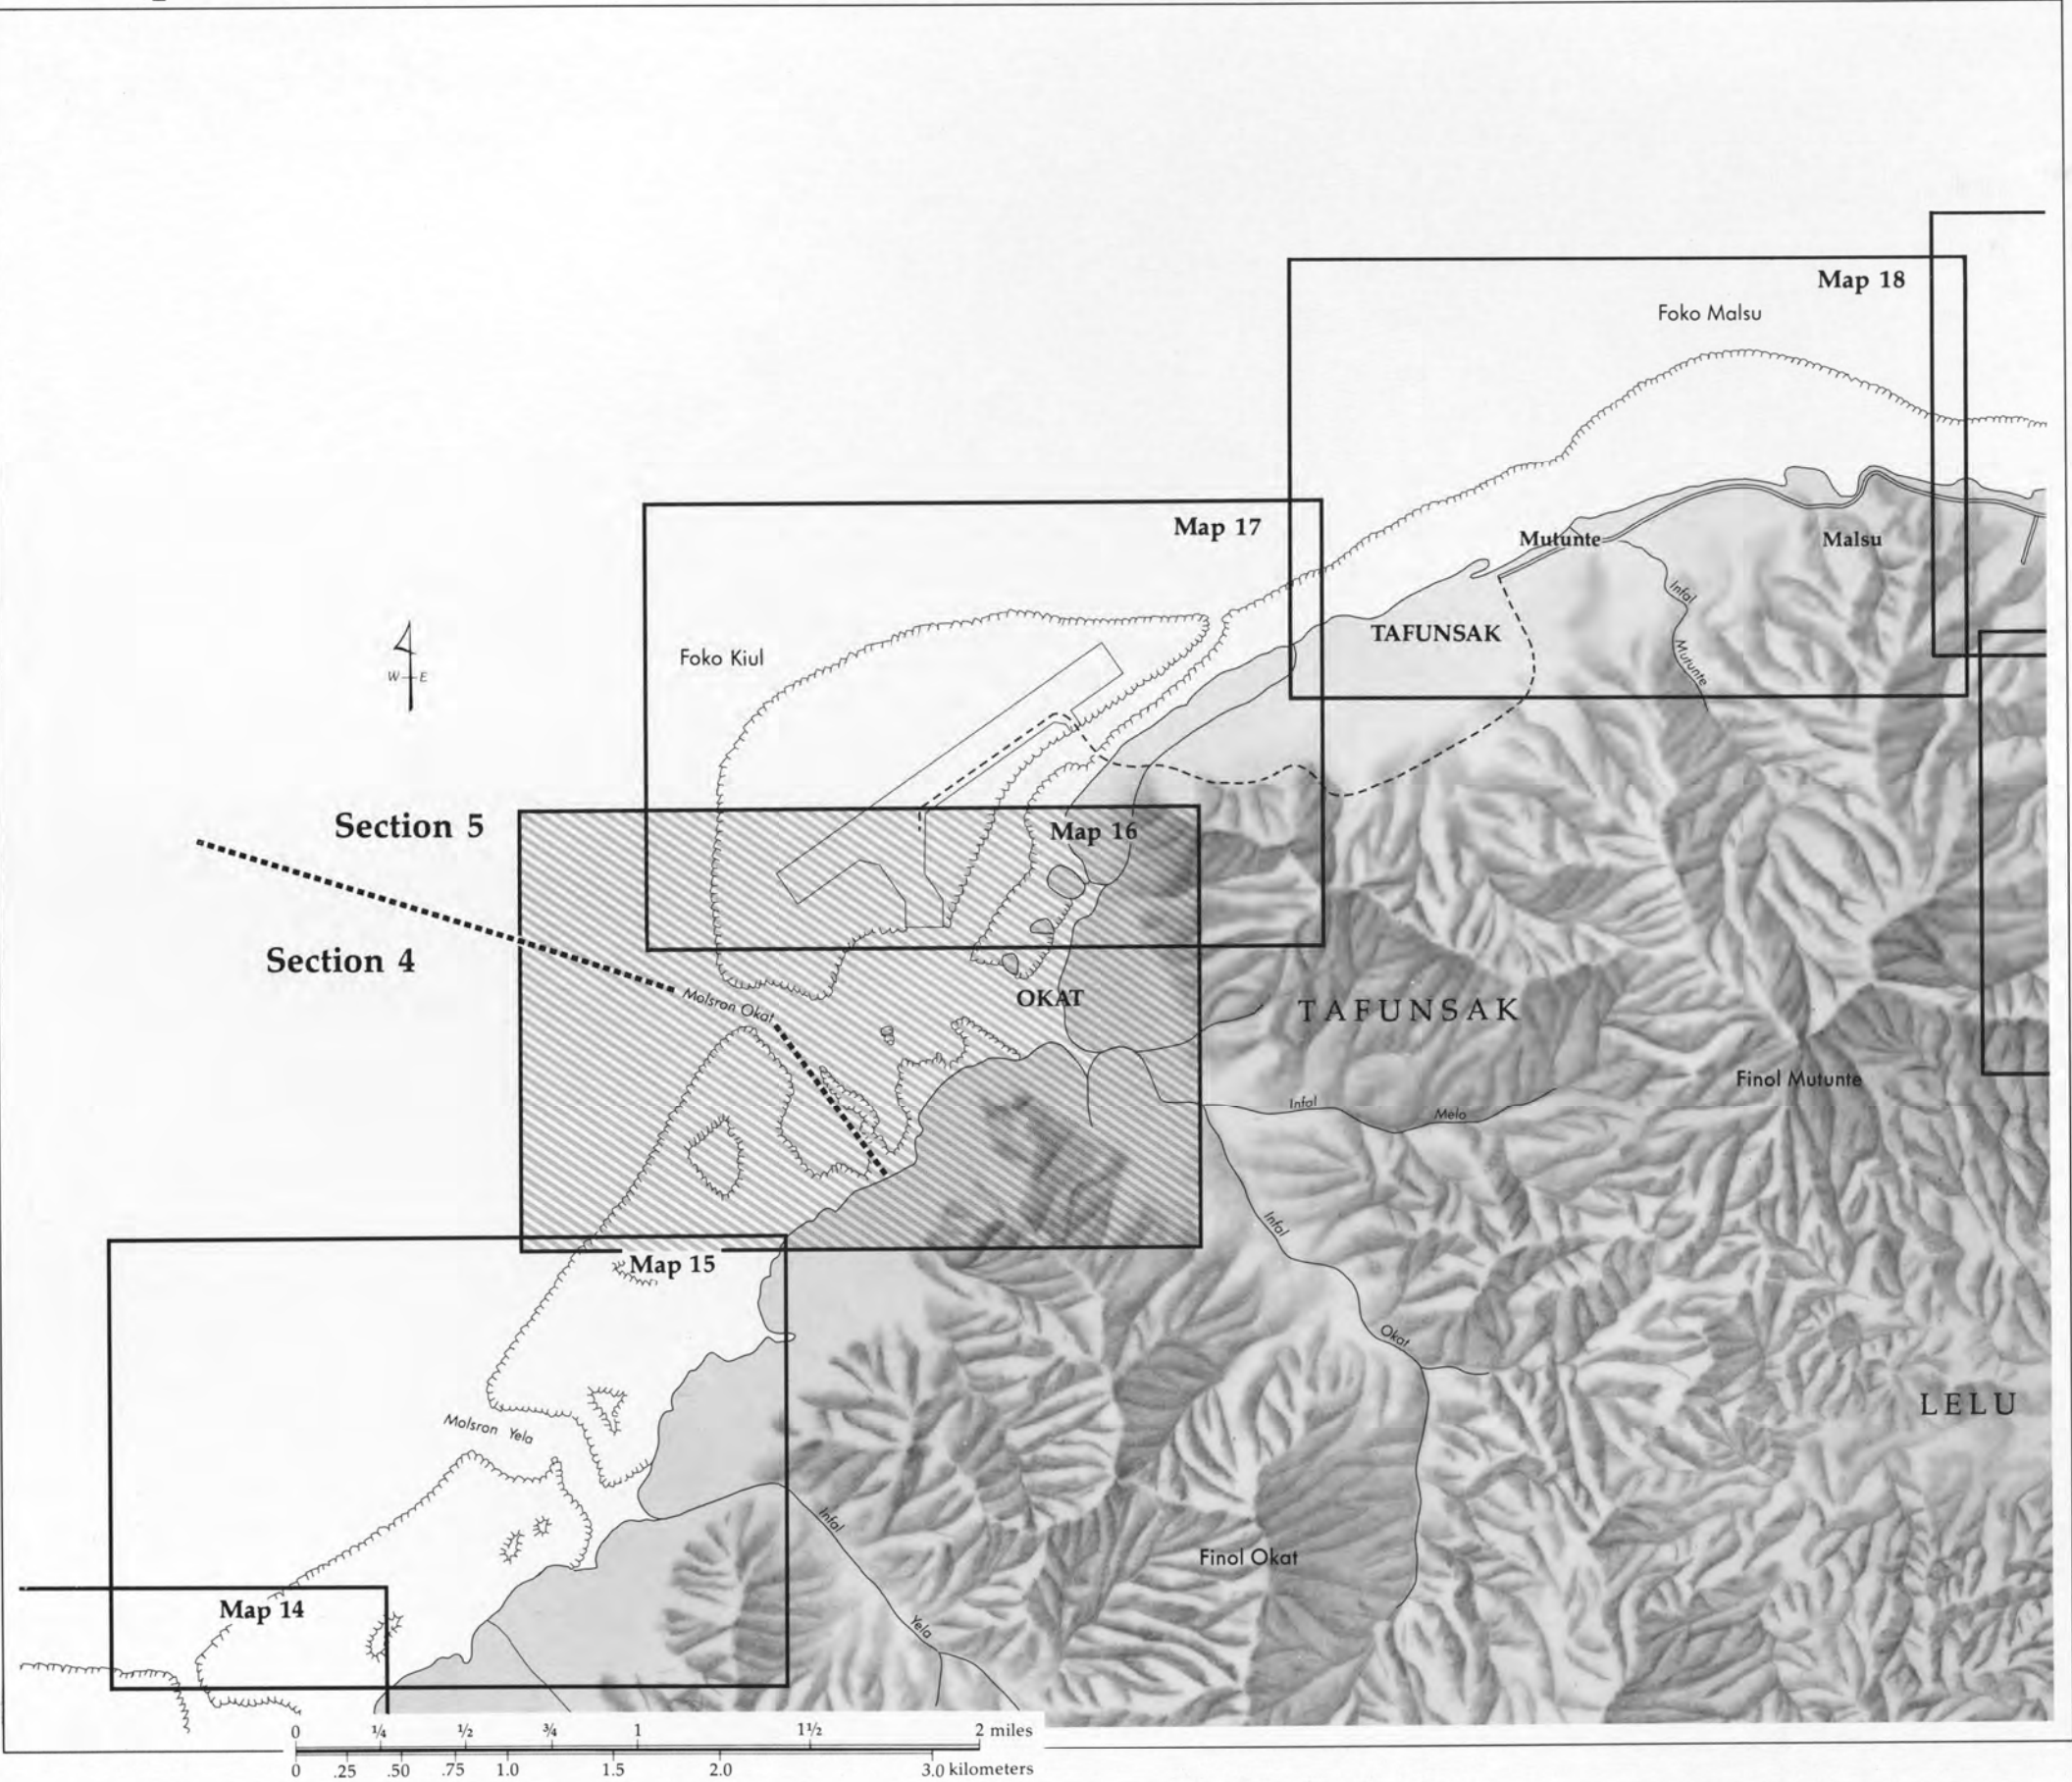 Map 18
Foko Malsu
Map 17
Mutunte
Malsu
Infal
Mutunte
TAFUNSAK
Foko Kiul
W E
Section 5
Map 16
Section 4
Molsron Okat
OKAT
TAFUNSAK
Finol Mutunte
Infal
Melo
Infal
Map 15
Okat
LELU
Molsron Yela
Infal
Finol Okat
Map 14
Yela
0 1/4 1/2 3/4 1 1 1/2 2 miles
0 .25 .50 .75 1.0 1.5 2.0 3.0 kilometers